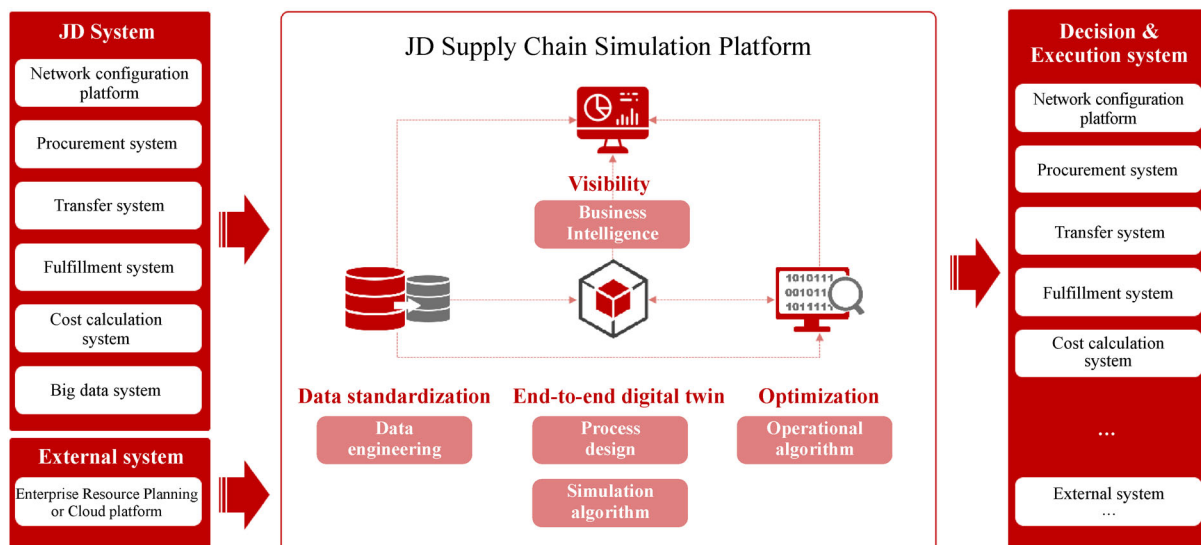 JD System
Network configuration
platform
Procurement system
Transfer system
Fulfillment system
Cost calculation
system
Big data system
External system
Enterprise Resource Planning
or Cloud platform
JD Supply Chain Simulation Platform
Visibility
Business
Intelligence
1010111
0010111
1011111
Data standardization
Data
engineering
End-to-end digital twin
Process
design
Simulation
algorithm
Optimization
Operational
algorithm
Decision &
Execution system
Network configuration
platform
Procurement system
Transfer system
Fulfillment system
Cost calculation
system
...
External system
...